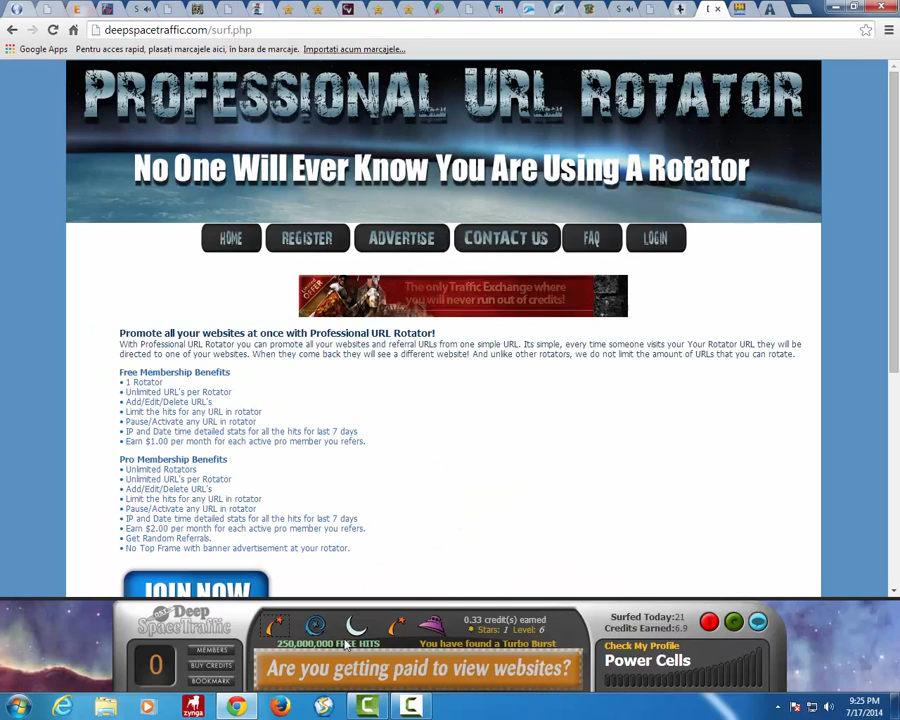 deepspacetraffic.com/surf.php
Google Apps Pentru acces rapid, plasați marcajele aici, în bara de marcaje. Importați acum marcajele...
PROFESSIONAL URL ROTATOR
No One Will Ever Know You Are Using A Rotator
HOME REGISTER ADVERTISE CONTACT US FAQ LOGIN
LIMITED OFFER
The only Traffic Exchange where
you will never run out of credits!
Promote all your websites at once with Professional URL Rotator!
With Professional URL Rotator you can promote all your websites and referral URLs from one simple URL. Its simple, every time someone visits your Your Rotator URL they will be
directed to one of your websites. When they come back they will see a different website! And unlike other rotators, we do not limit the amount of URLs that you can rotate.
Free Membership Benefits
• 1 Rotator
• Unlimited URL's per Rotator
• Add/Edit/Delete URL's
• Limit the hits for any URL in rotator
• Pause/Activate any URL in rotator
• IP and Date time detailed stats for all the hits for last 7 days
• Earn $1.00 per month for each active pro member you refers.
Pro Membership Benefits
• Unlimited Rotators
• Unlimited URL's per Rotator
• Add/Edit/Delete URL's
• Limit the hits for any URL in rotator
• Pause/Activate any URL in rotator
• IP and Date time detailed stats for all the hits for last 7 days
• Earn $2.00 per month for each active pro member you refers.
• Get Random Referrals.
• No Top Frame with banner advertisement at your rotator.
JOIN NOW
Deep
SpaceTraffic
0
MEMBERS
BUY CREDITS
BOOKMARK
0.33 credit(s) earned
Stars: 1 Level: 6
250,000,000 FREE HITS
You have found a Turbo Burst
Are you getting paid to view websites?
Surfed Today:21
Credits Earned:6.9
Check My Profile
Power Cells
zynga
9:25 PM
7/17/2014